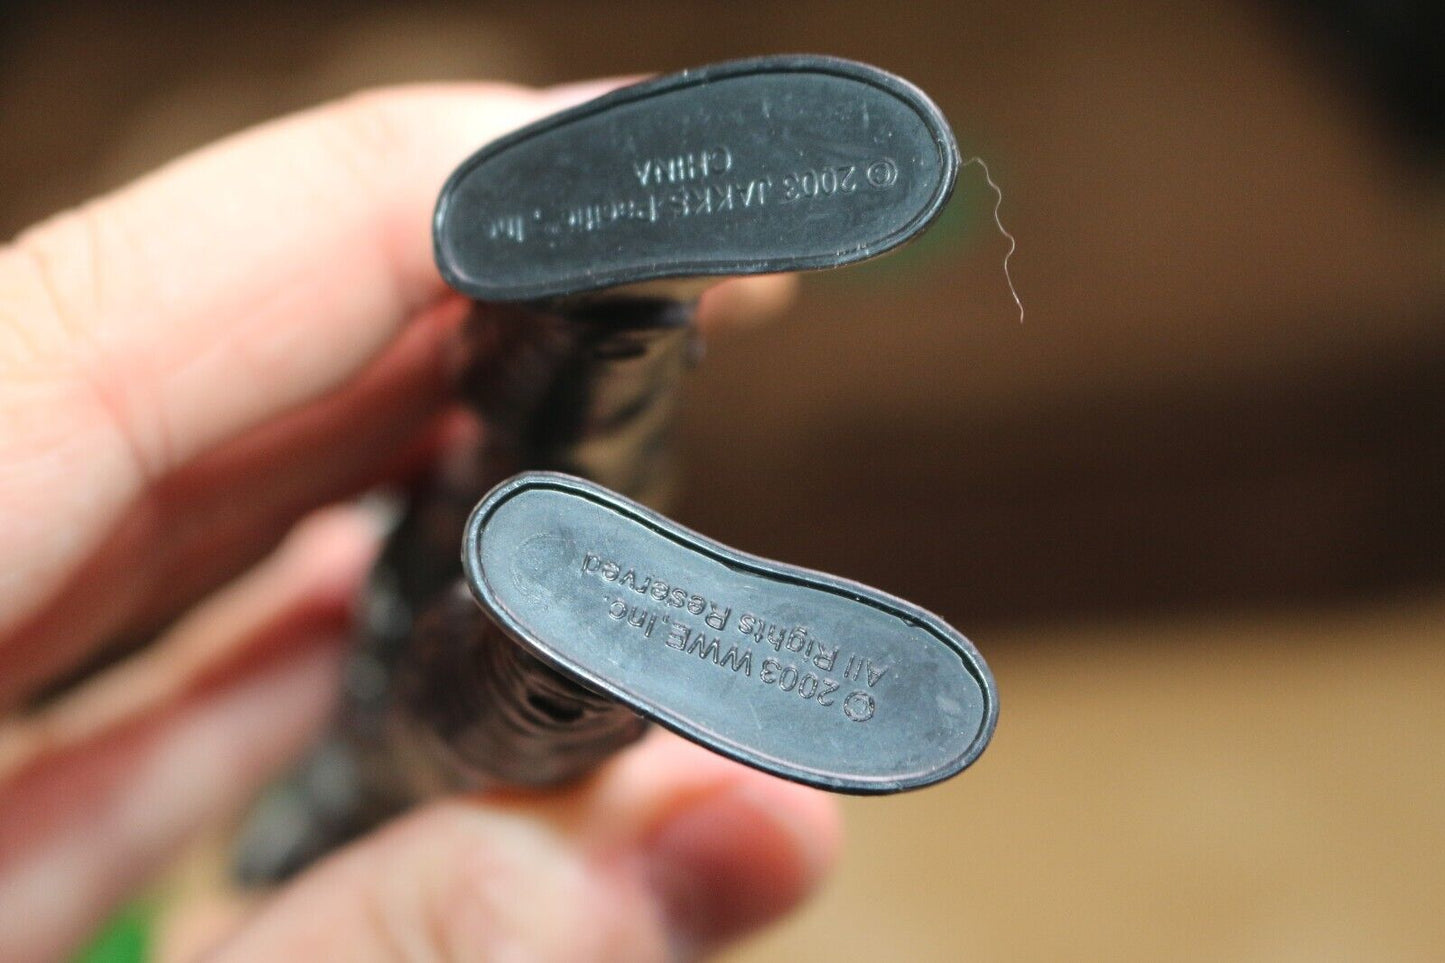 © 2003 JAKKS Pacific, Inc
CHINA
© 2003 WWE, Inc.
All Rights Reserved